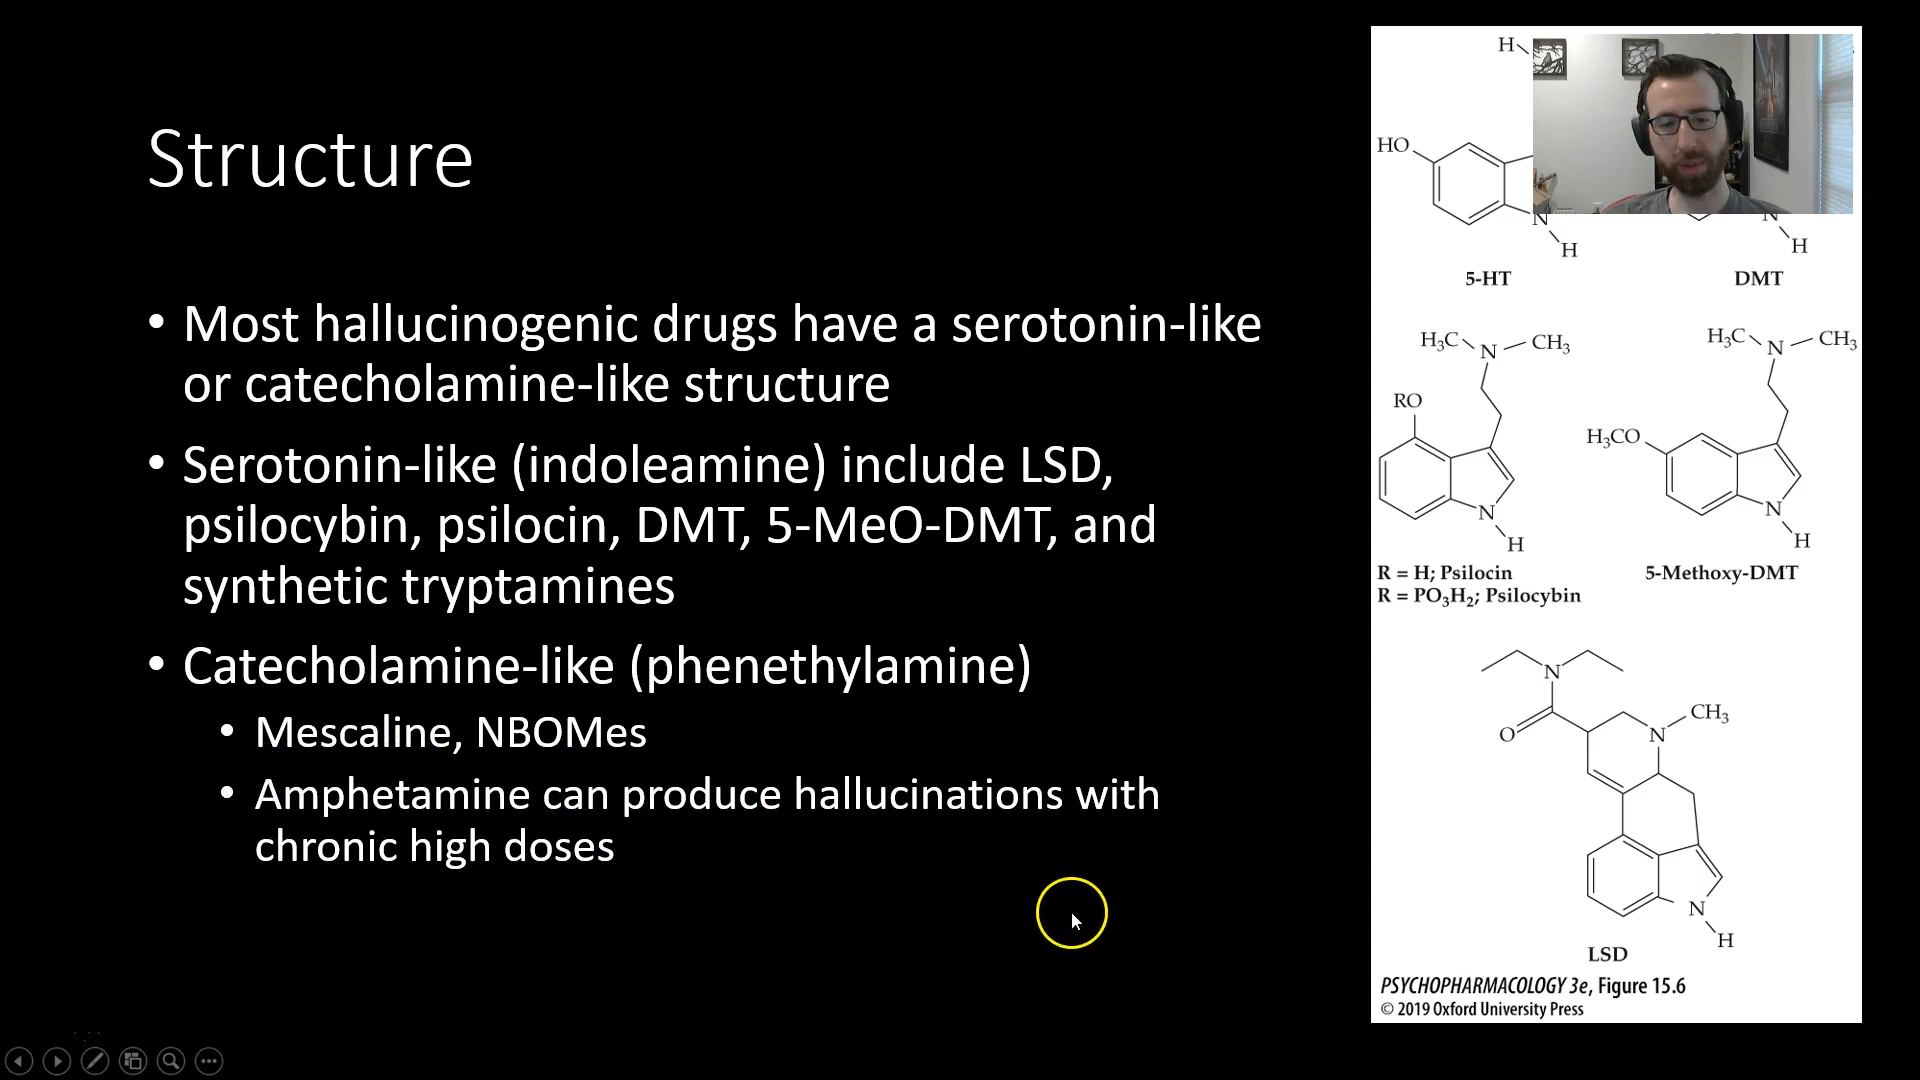 Structure
• Most hallucinogenic drugs have a serotonin-like
or catecholamine-like structure
• Serotonin-like (indoleamine) include LSD,
psilocybin, psilocin, DMT, 5-MeO-DMT, and
synthetic tryptamines
• Catecholamine-like (phenethylamine)
• Mescaline, NBOMes
• Amphetamine can produce hallucinations with
chronic high doses
H
HO
N
H
5-HT
N
H
DMT
H₃C N CH₃
RO
N
H
R = H; Psilocin
R = PO₃H₂; Psilocybin
H₃C N CH₃
H₃CO
N
H
5-Methoxy-DMT
N
O
N CH₃
N
H
LSD
PSYCHOPHARMACOLOGY 3e, Figure 15.6
© 2019 Oxford University Press